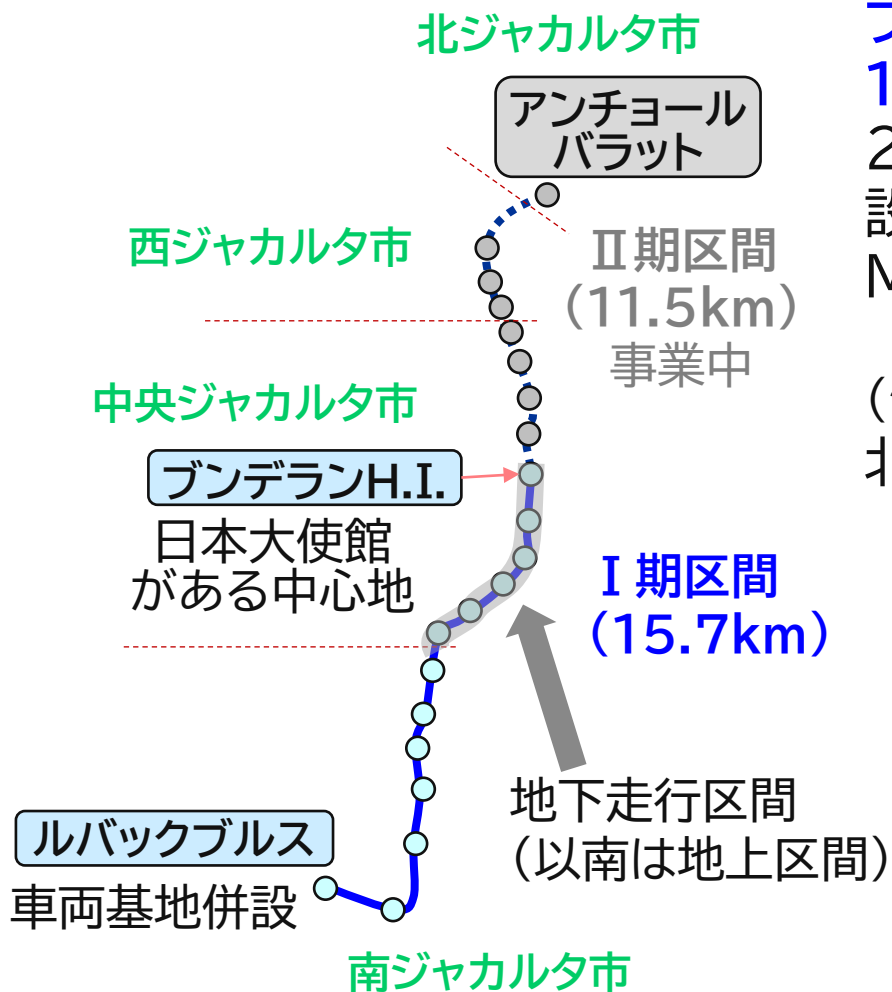 北ジャカルタ市
アンチョール
バラット
西ジャカルタ市
Ⅱ期区間
(11.5km)
事業中
中央ジャカルタ市
ブンデランH.I.
日本大使館
がある中心地
Ⅰ期区間
(15.7km)
地下走行区間
(以南は地上区間)
ルバックブルス
車両基地併設
南ジャカルタ市
1
2
M
北